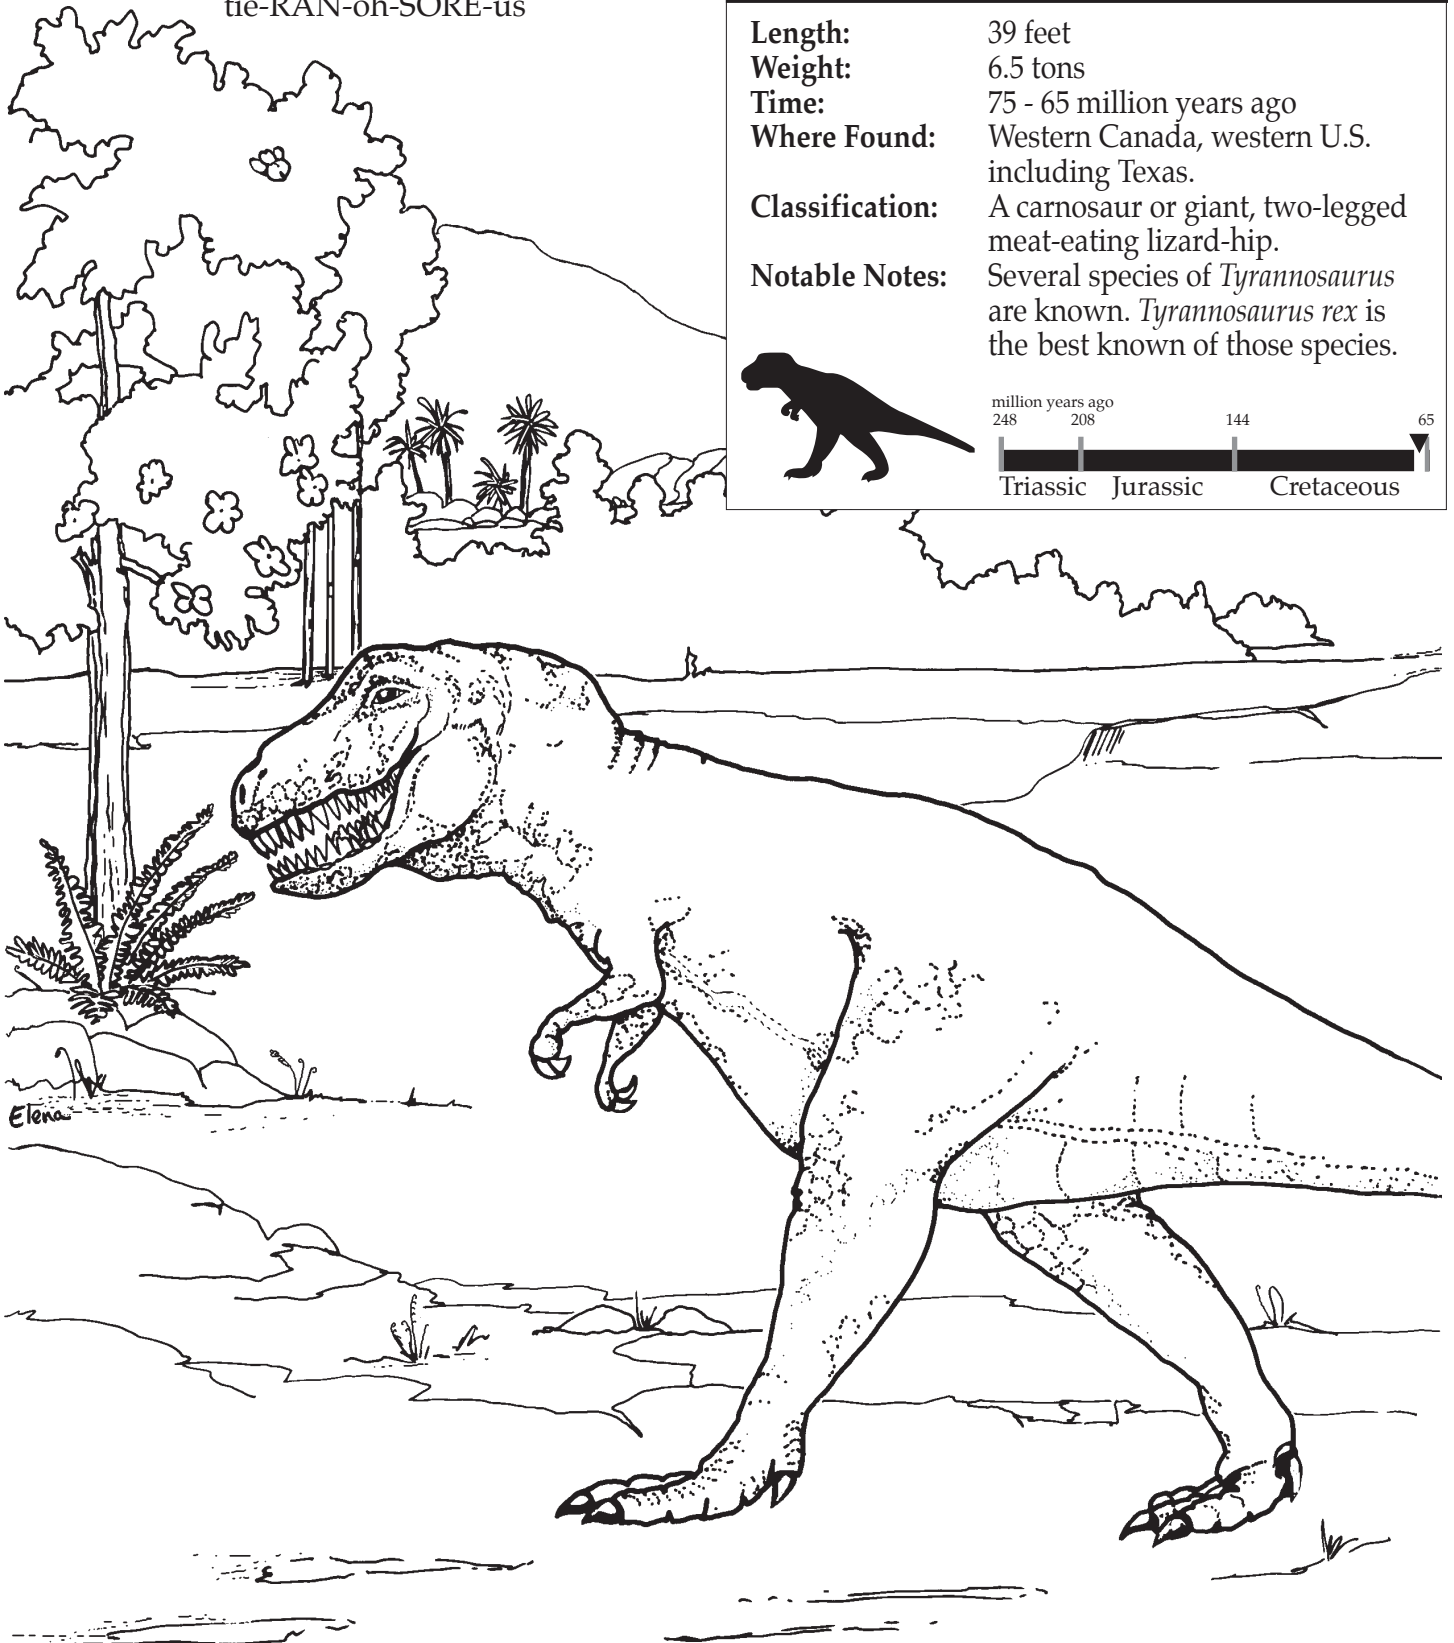 tie-RAN-oh-SORE-us
Length: 39 feet
Weight: 6.5 tons
Time: 75 - 65 million years ago
Where Found: Western Canada, western U.S.
including Texas.
Classification: A carnosaur or giant, two-legged
meat-eating lizard-hip.
Notable Notes: Several species of Tyrannosaurus
are known. Tyrannosaurus rex is
the best known of those species.
million years ago
248 208 144 65
Triassic Jurassic Cretaceous
Elena